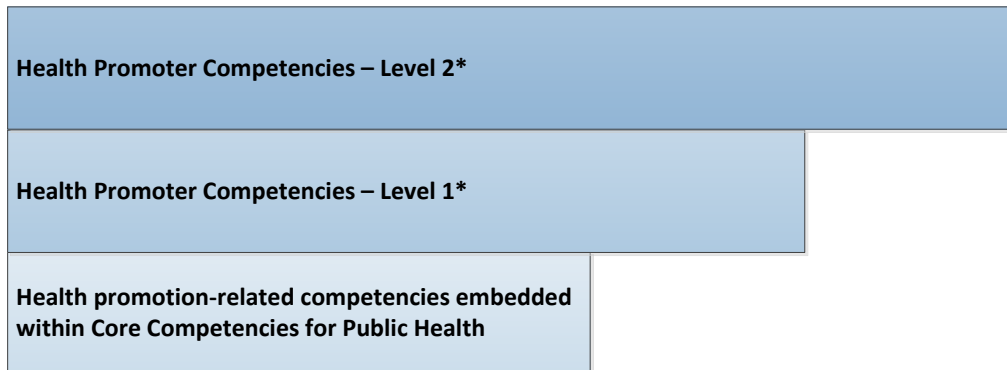 Health Promoter Competencies – Level 2*
Health Promoter Competencies – Level 1*
Health promotion-related competencies embedded
within Core Competencies for Public Health